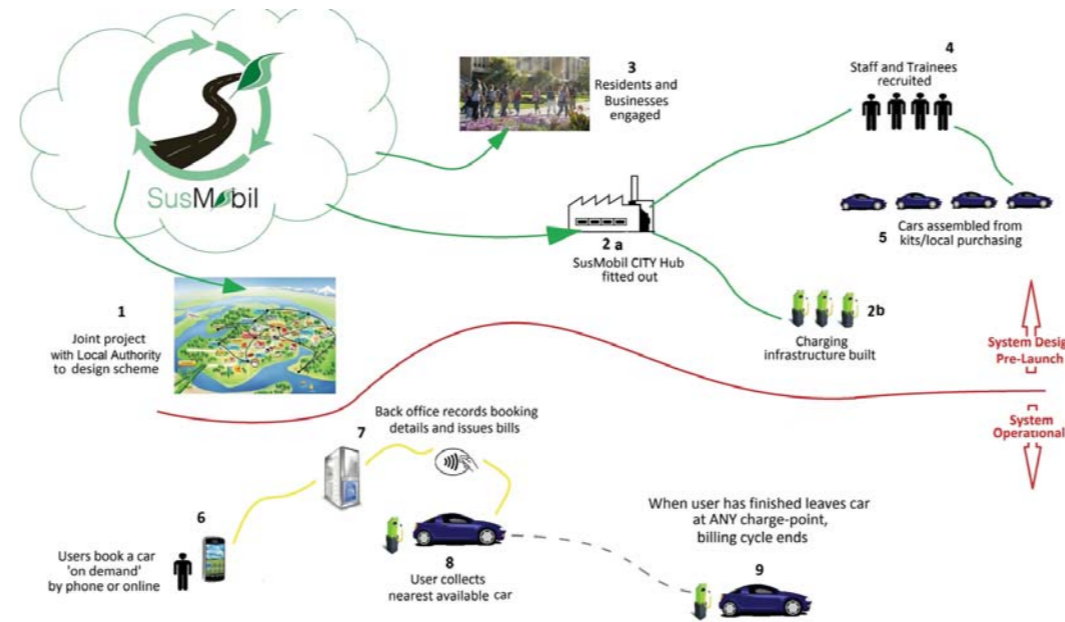 SusMobil
3
Residents and
Businesses
engaged
4
Staff and Trainees
recruited
2 a
SusMobil CITY Hub
fitted out
5
Cars assembled from
kits/local purchasing
1
Joint project
with Local Authority
to design scheme
2b
Charging
infrastructure built
System Desig
Pre-Launch
System
Operational
Back office records booking
details and issues bills
7
6
Users book a car
'on demand'
by phone or online
8
User collects
nearest available car
When user has finished leaves car
at ANY charge-point,
billing cycle ends
9